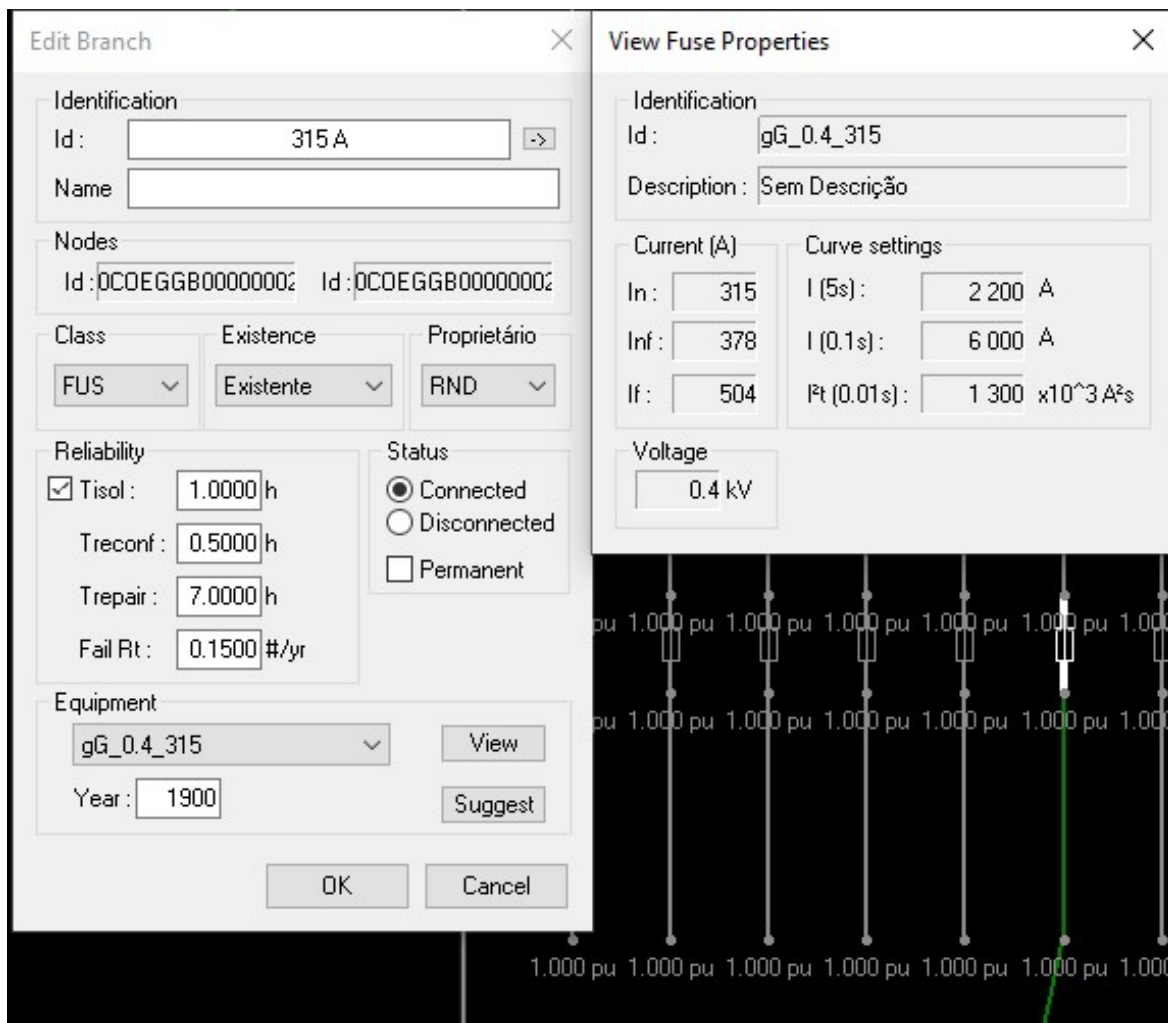 Edit Branch
Identification
Id : 315 A ->
Name
Nodes
Id : 0COEGGB00000002 Id : 0COEGGB00000002
Class Existence Proprietário
FUS Existente RND
Reliability
Tisol : 1.0000 h
Treconf : 0.5000 h
Trepair : 7.0000 h
Fail Rt : 0.1500 #/yr
Status
Connected
Disconnected
Permanent
Equipment
gG_0.4_315 View
Year : 1900 Suggest
OK Cancel
View Fuse Properties
Identification
Id : gG_0.4_315
Description : Sem Descrição
Current (A)
In : 315
Inf : 378
If : 504
Curve settings
I (5s) : 2 200 A
I (0.1s) : 6 000 A
I²t (0.01s) : 1 300 x10^3 A²s
Voltage
0.4 kV
pu 1.000 pu 1.000 pu 1.000 pu 1.000 pu 1.000 pu 1.000
pu 1.000 pu 1.000 pu 1.000 pu 1.000 pu 1.000 pu 1.000
1.000 pu 1.000 pu 1.000 pu 1.000 pu 1.000 pu 1.000 pu 1.000